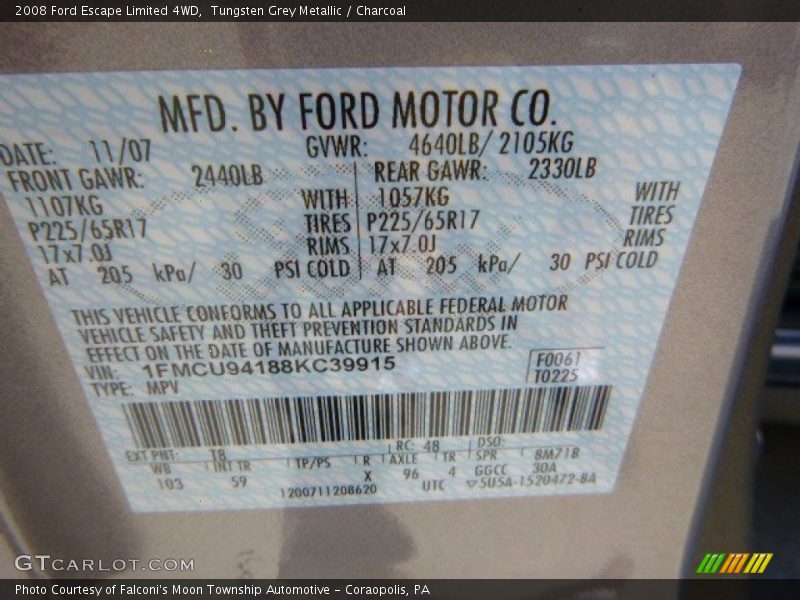 2008 Ford Escape Limited 4WD, Tungsten Grey Metallic / Charcoal
MFD. BY FORD MOTOR CO.
DATE: 11/07 GVWR: 4640LB/ 2105KG
FRONT GAWR: 2440LB REAR GAWR: 2330LB
1107KG WITH 1057KG WITH
P225/65R17 TIRES P225/65R17 TIRES
17x7.0J RIMS 17x7.0J RIMS
AT 205 kPa/ 30 PSI COLD AT 205 kPa/ 30 PSI COLD
THIS VEHICLE CONFORMS TO ALL APPLICABLE FEDERAL MOTOR
VEHICLE SAFETY AND THEFT PREVENTION STANDARDS IN
EFFECT ON THE DATE OF MANUFACTURE SHOWN ABOVE.
VIN: 1FMCU94188KC39915 F0061
TYPE: MPV T0225
EXT PNT: T8 RC: 48 DSO:
WB INT TR TP/PS R AXLE TR SPR 8M71B
103 59 X 96 4 GGCC 30A
1200711208620 UTC ▽5U5A-1520472-BA
GTCARLOT.COM
Photo Courtesy of Falconi's Moon Township Automotive - Coraopolis, PA